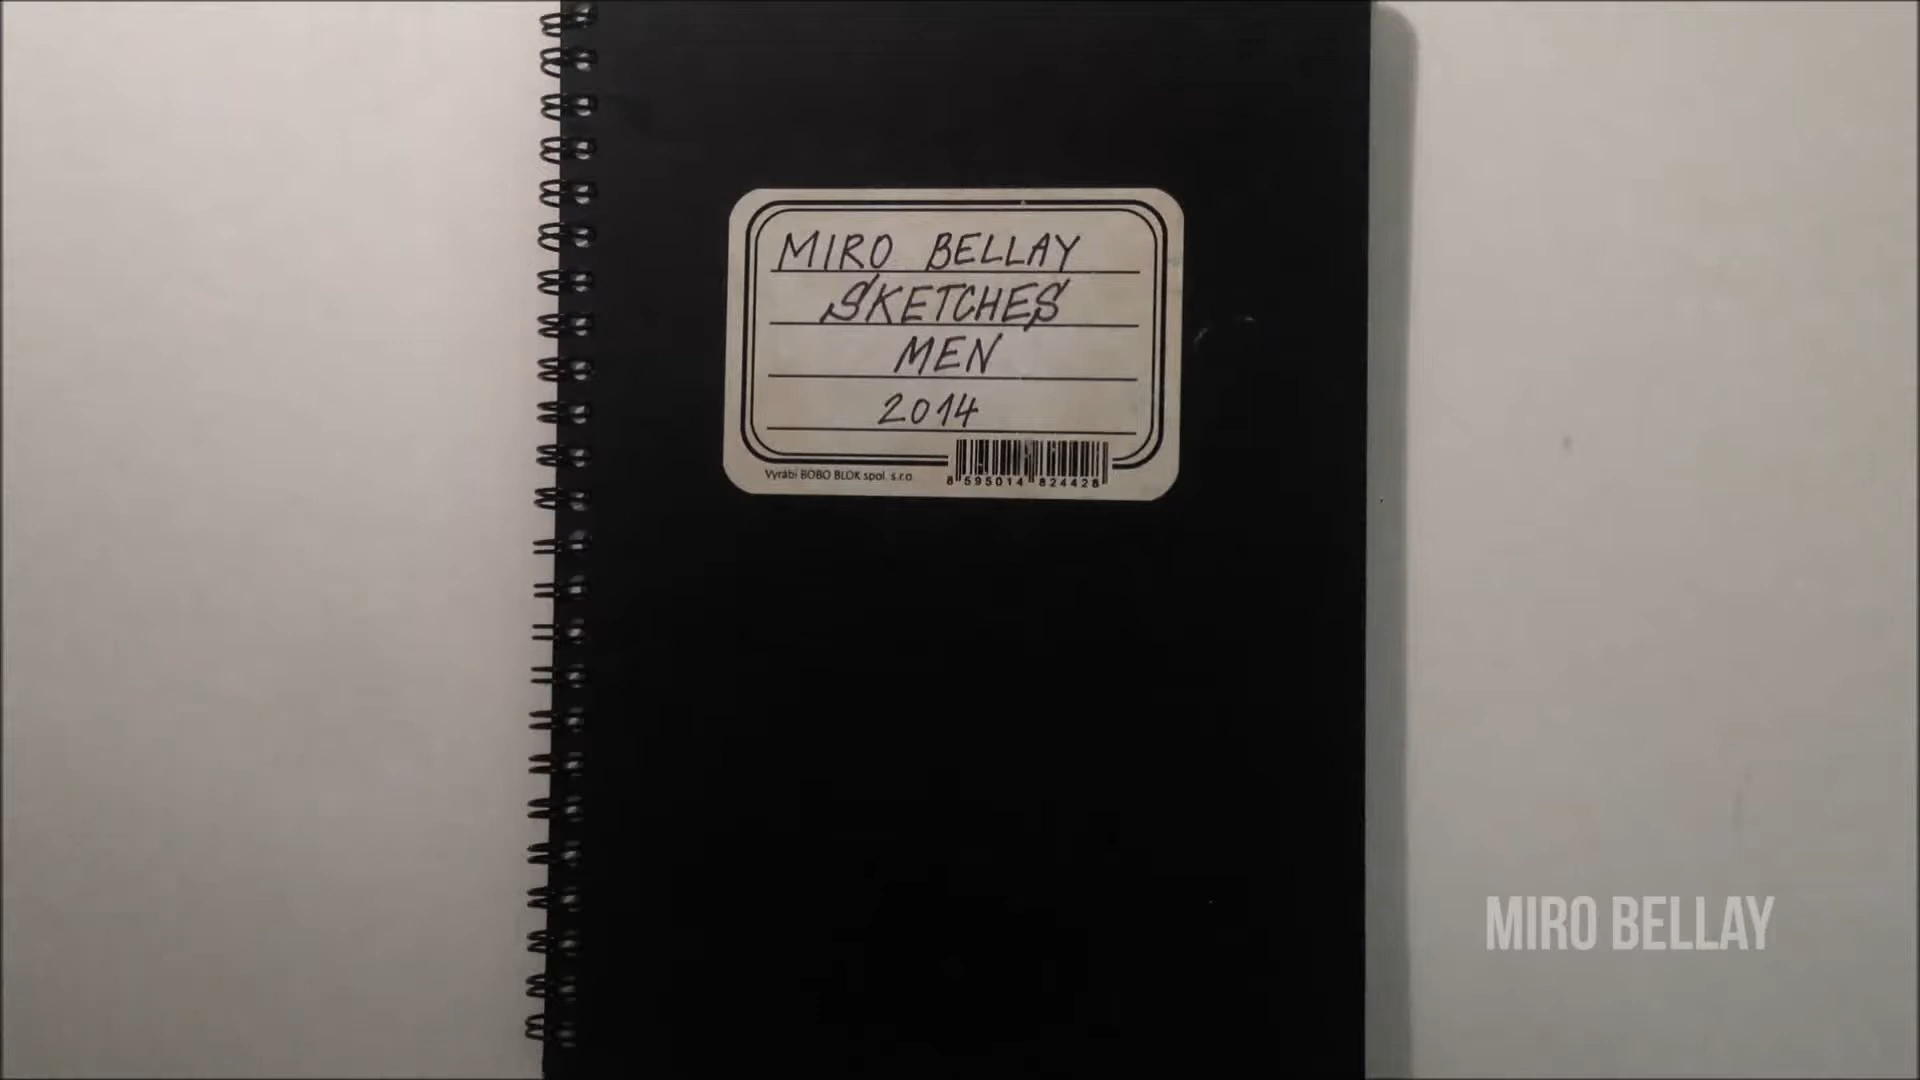 MIRO BELLAY
SKETCHES
MEN
2014
Vyrábí BOBO BLOK spol. s.r.o.
8 595014 824428
MIRO BELLAY